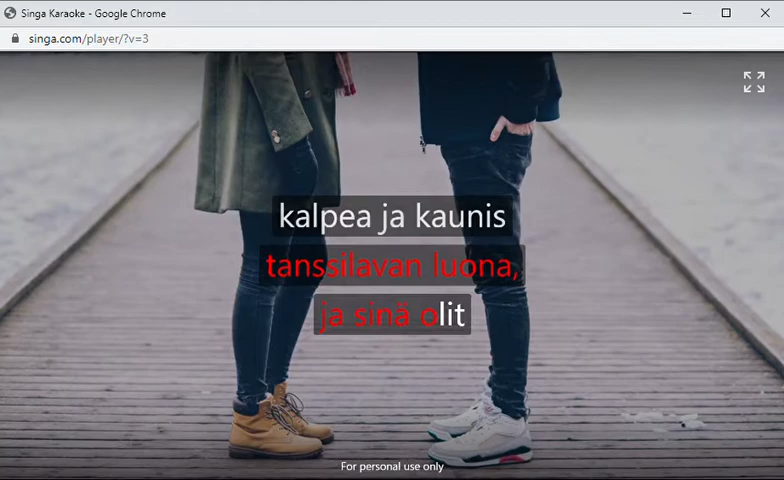 Singa Karaoke - Google Chrome
singa.com/player/?v=3
kalpea ja kaunis
tanssilavan luona,
ja sinä olit
For personal use only